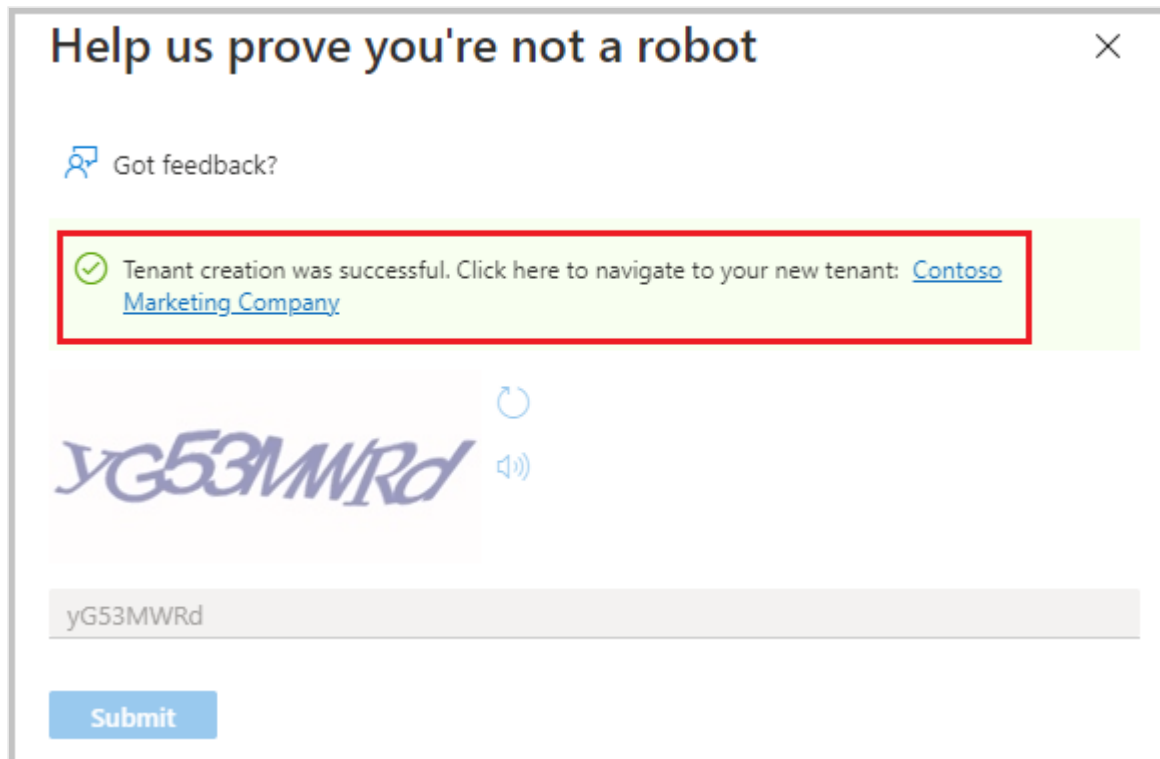 Help us prove you're not a robot
Got feedback?
Tenant creation was successful. Click here to navigate to your new tenant: Contoso
Marketing Company
yG53MWRd
yG53MWRd
Submit